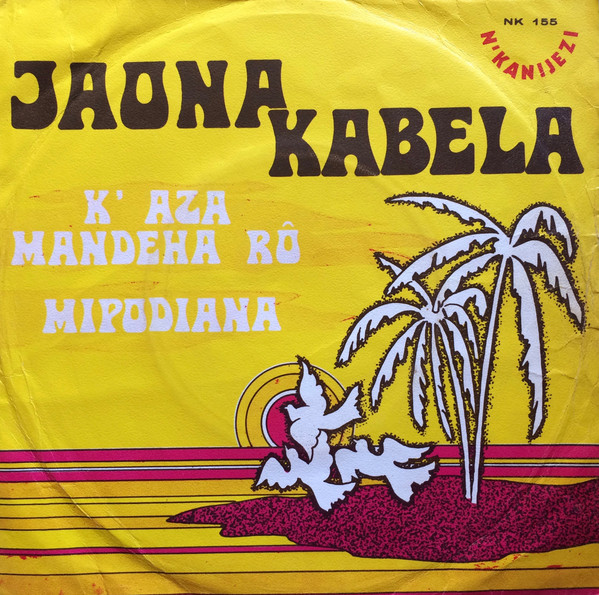 NK 155
N'KANIJEZI
JAONA
KABELA
K' AZA
MANDEHA RÔ
MIPODIANA